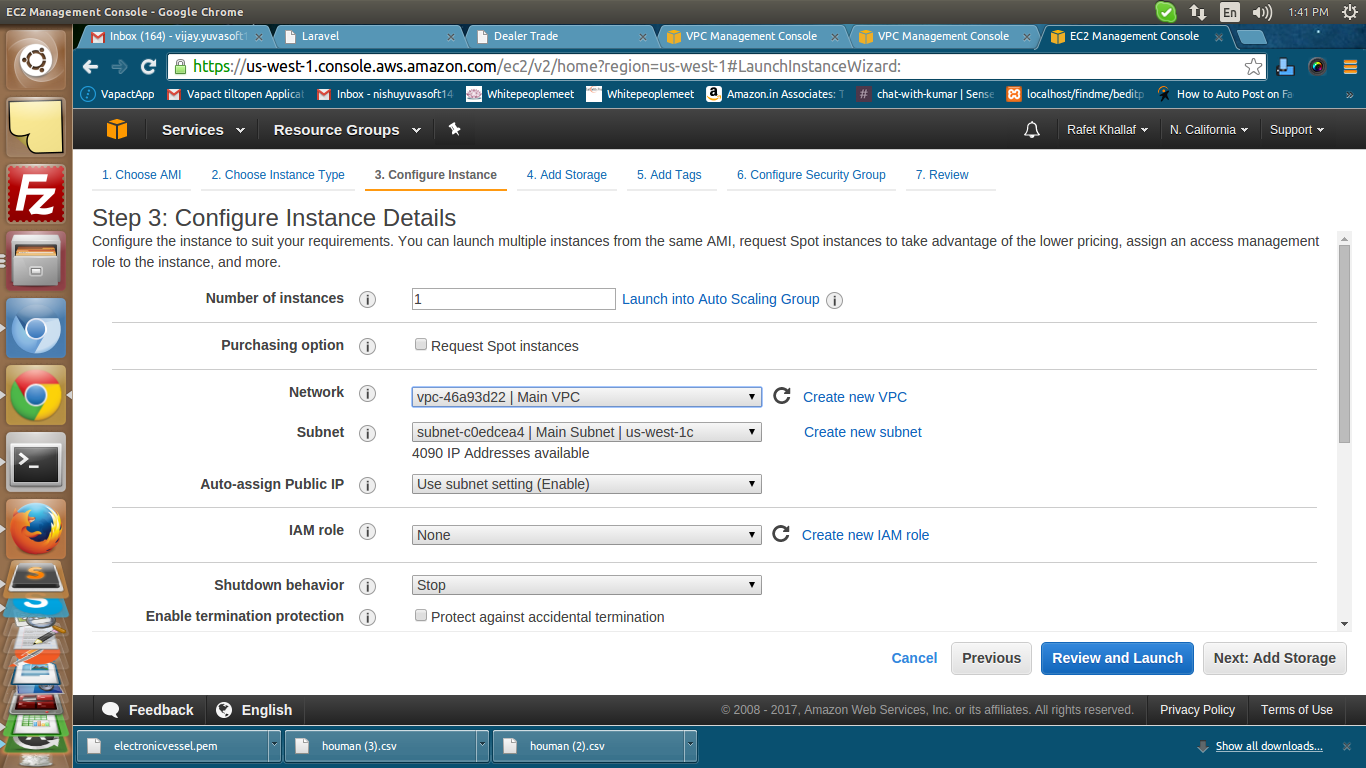 EC2 Management Console - Google Chrome
En
1:41 PM
Inbox (164) - vijay.yuvasoft1
Laravel
Dealer Trade
VPC Management Console
VPC Management Console
EC2 Management Console
https://us-west-1.console.aws.amazon.com/ec2/v2/home?region=us-west-1#LaunchInstanceWizard:
VapactApp
Vapact tiltopen Applicat
Inbox - nishuyuvasoft14
Whitepeoplemeet
Whitepeoplemeet
Amazon.in Associates: T
chat-with-kumar | Sense
localhost/findme/beditp
How to Auto Post on Fa
Services
Resource Groups
Rafet Khallaf
N. California
Support
1. Choose AMI
2. Choose Instance Type
3. Configure Instance
4. Add Storage
5. Add Tags
6. Configure Security Group
7. Review
Step 3: Configure Instance Details
Configure the instance to suit your requirements. You can launch multiple instances from the same AMI, request Spot instances to take advantage of the lower pricing, assign an access management
role to the instance, and more.
Number of instances
1
Launch into Auto Scaling Group
Purchasing option
Request Spot instances
Network
vpc-46a93d22 | Main VPC
Create new VPC
Subnet
subnet-c0edcea4 | Main Subnet | us-west-1c
Create new subnet
4090 IP Addresses available
Auto-assign Public IP
Use subnet setting (Enable)
IAM role
None
Create new IAM role
Shutdown behavior
Stop
Enable termination protection
Protect against accidental termination
Cancel
Previous
Review and Launch
Next: Add Storage
Feedback
English
© 2008 - 2017, Amazon Web Services, Inc. or its affiliates. All rights reserved.
Privacy Policy
Terms of Use
electronicvessel.pem
houman (3).csv
houman (2).csv
Show all downloads...